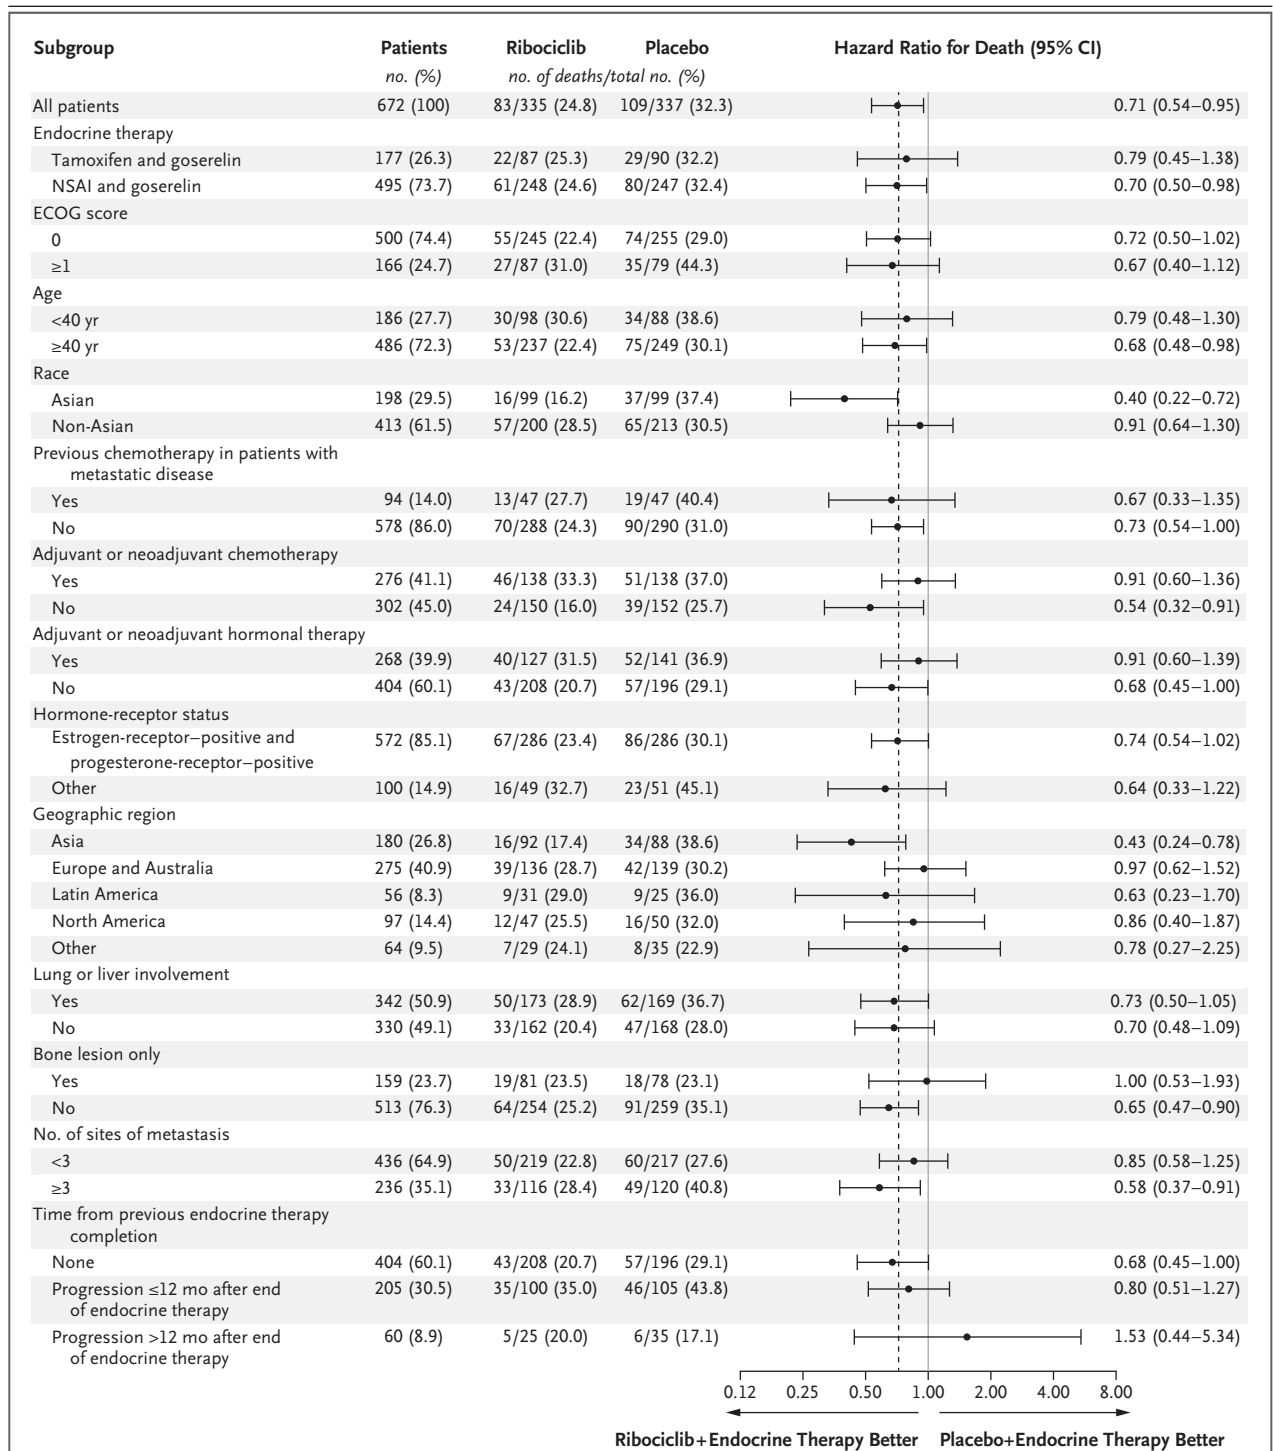 Subgroup Patients Ribociclib Placebo Hazard Ratio for Death (95% CI)
no. (%) no. of deaths/total no. (%)
All patients 672 (100) 83/335 (24.8) 109/337 (32.3) 0.71 (0.54–0.95)
Endocrine therapy
Tamoxifen and goserelin 177 (26.3) 22/87 (25.3) 29/90 (32.2) 0.79 (0.45–1.38)
NSAI and goserelin 495 (73.7) 61/248 (24.6) 80/247 (32.4) 0.70 (0.50–0.98)
ECOG score
0 500 (74.4) 55/245 (22.4) 74/255 (29.0) 0.72 (0.50–1.02)
≥1 166 (24.7) 27/87 (31.0) 35/79 (44.3) 0.67 (0.40–1.12)
Age
<40 yr 186 (27.7) 30/98 (30.6) 34/88 (38.6) 0.79 (0.48–1.30)
≥40 yr 486 (72.3) 53/237 (22.4) 75/249 (30.1) 0.68 (0.48–0.98)
Race
Asian 198 (29.5) 16/99 (16.2) 37/99 (37.4) 0.40 (0.22–0.72)
Non-Asian 413 (61.5) 57/200 (28.5) 65/213 (30.5) 0.91 (0.64–1.30)
Previous chemotherapy in patients with
metastatic disease
Yes 94 (14.0) 13/47 (27.7) 19/47 (40.4) 0.67 (0.33–1.35)
No 578 (86.0) 70/288 (24.3) 90/290 (31.0) 0.73 (0.54–1.00)
Adjuvant or neoadjuvant chemotherapy
Yes 276 (41.1) 46/138 (33.3) 51/138 (37.0) 0.91 (0.60–1.36)
No 302 (45.0) 24/150 (16.0) 39/152 (25.7) 0.54 (0.32–0.91)
Adjuvant or neoadjuvant hormonal therapy
Yes 268 (39.9) 40/127 (31.5) 52/141 (36.9) 0.91 (0.60–1.39)
No 404 (60.1) 43/208 (20.7) 57/196 (29.1) 0.68 (0.45–1.00)
Hormone-receptor status
Estrogen-receptor–positive and 572 (85.1) 67/286 (23.4) 86/286 (30.1) 0.74 (0.54–1.02)
progesterone-receptor–positive
Other 100 (14.9) 16/49 (32.7) 23/51 (45.1) 0.64 (0.33–1.22)
Geographic region
Asia 180 (26.8) 16/92 (17.4) 34/88 (38.6) 0.43 (0.24–0.78)
Europe and Australia 275 (40.9) 39/136 (28.7) 42/139 (30.2) 0.97 (0.62–1.52)
Latin America 56 (8.3) 9/31 (29.0) 9/25 (36.0) 0.63 (0.23–1.70)
North America 97 (14.4) 12/47 (25.5) 16/50 (32.0) 0.86 (0.40–1.87)
Other 64 (9.5) 7/29 (24.1) 8/35 (22.9) 0.78 (0.27–2.25)
Lung or liver involvement
Yes 342 (50.9) 50/173 (28.9) 62/169 (36.7) 0.73 (0.50–1.05)
No 330 (49.1) 33/162 (20.4) 47/168 (28.0) 0.70 (0.48–1.09)
Bone lesion only
Yes 159 (23.7) 19/81 (23.5) 18/78 (23.1) 1.00 (0.53–1.93)
No 513 (76.3) 64/254 (25.2) 91/259 (35.1) 0.65 (0.47–0.90)
No. of sites of metastasis
<3 436 (64.9) 50/219 (22.8) 60/217 (27.6) 0.85 (0.58–1.25)
≥3 236 (35.1) 33/116 (28.4) 49/120 (40.8) 0.58 (0.37–0.91)
Time from previous endocrine therapy
completion
None 404 (60.1) 43/208 (20.7) 57/196 (29.1) 0.68 (0.45–1.00)
Progression ≤12 mo after end 205 (30.5) 35/100 (35.0) 46/105 (43.8) 0.80 (0.51–1.27)
of endocrine therapy
Progression >12 mo after end 60 (8.9) 5/25 (20.0) 6/35 (17.1) 1.53 (0.44–5.34)
of endocrine therapy
0.12 0.25 0.50 1.00 2.00 4.00 8.00
Ribociclib+Endocrine Therapy Better Placebo+Endocrine Therapy Better